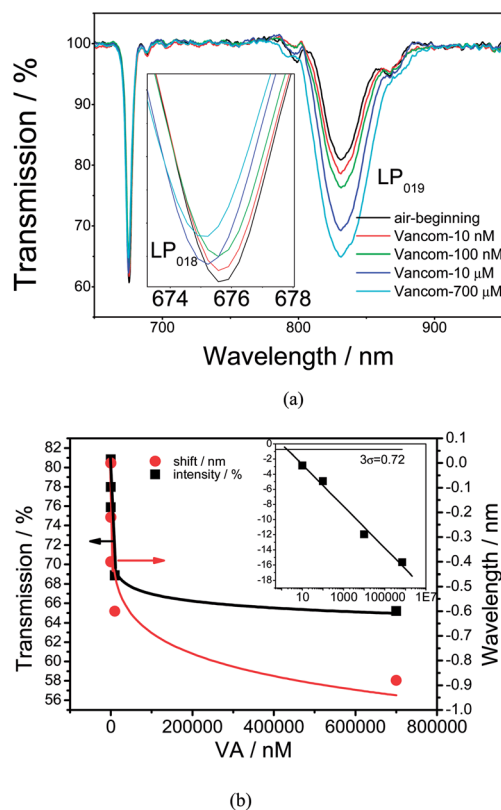 100
90
80
70
60
Transmission / %
LP018
674 676 678
LP019
air-beginning
Vancom-10 nM
Vancom-100 nM
Vancom-10 μM
Vancom-700 μM
650 700 800 900
Wavelength / nm
(a)
82
80
78
76
74
72
70
68
66
64
62
60
58
56
Transmission / %
shift / nm
intensity / %
0
-2
-4
-6
-8
-10
-12
-14
-16
-18
3σ=0.72
10 1000 100000 1E7
0.1
0.0
-0.1
-0.2
-0.3
-0.4
-0.5
-0.6
-0.7
-0.8
-0.9
-1.0
Wavelength / nm
0 200000 400000 600000 800000
VA / nM
(b)